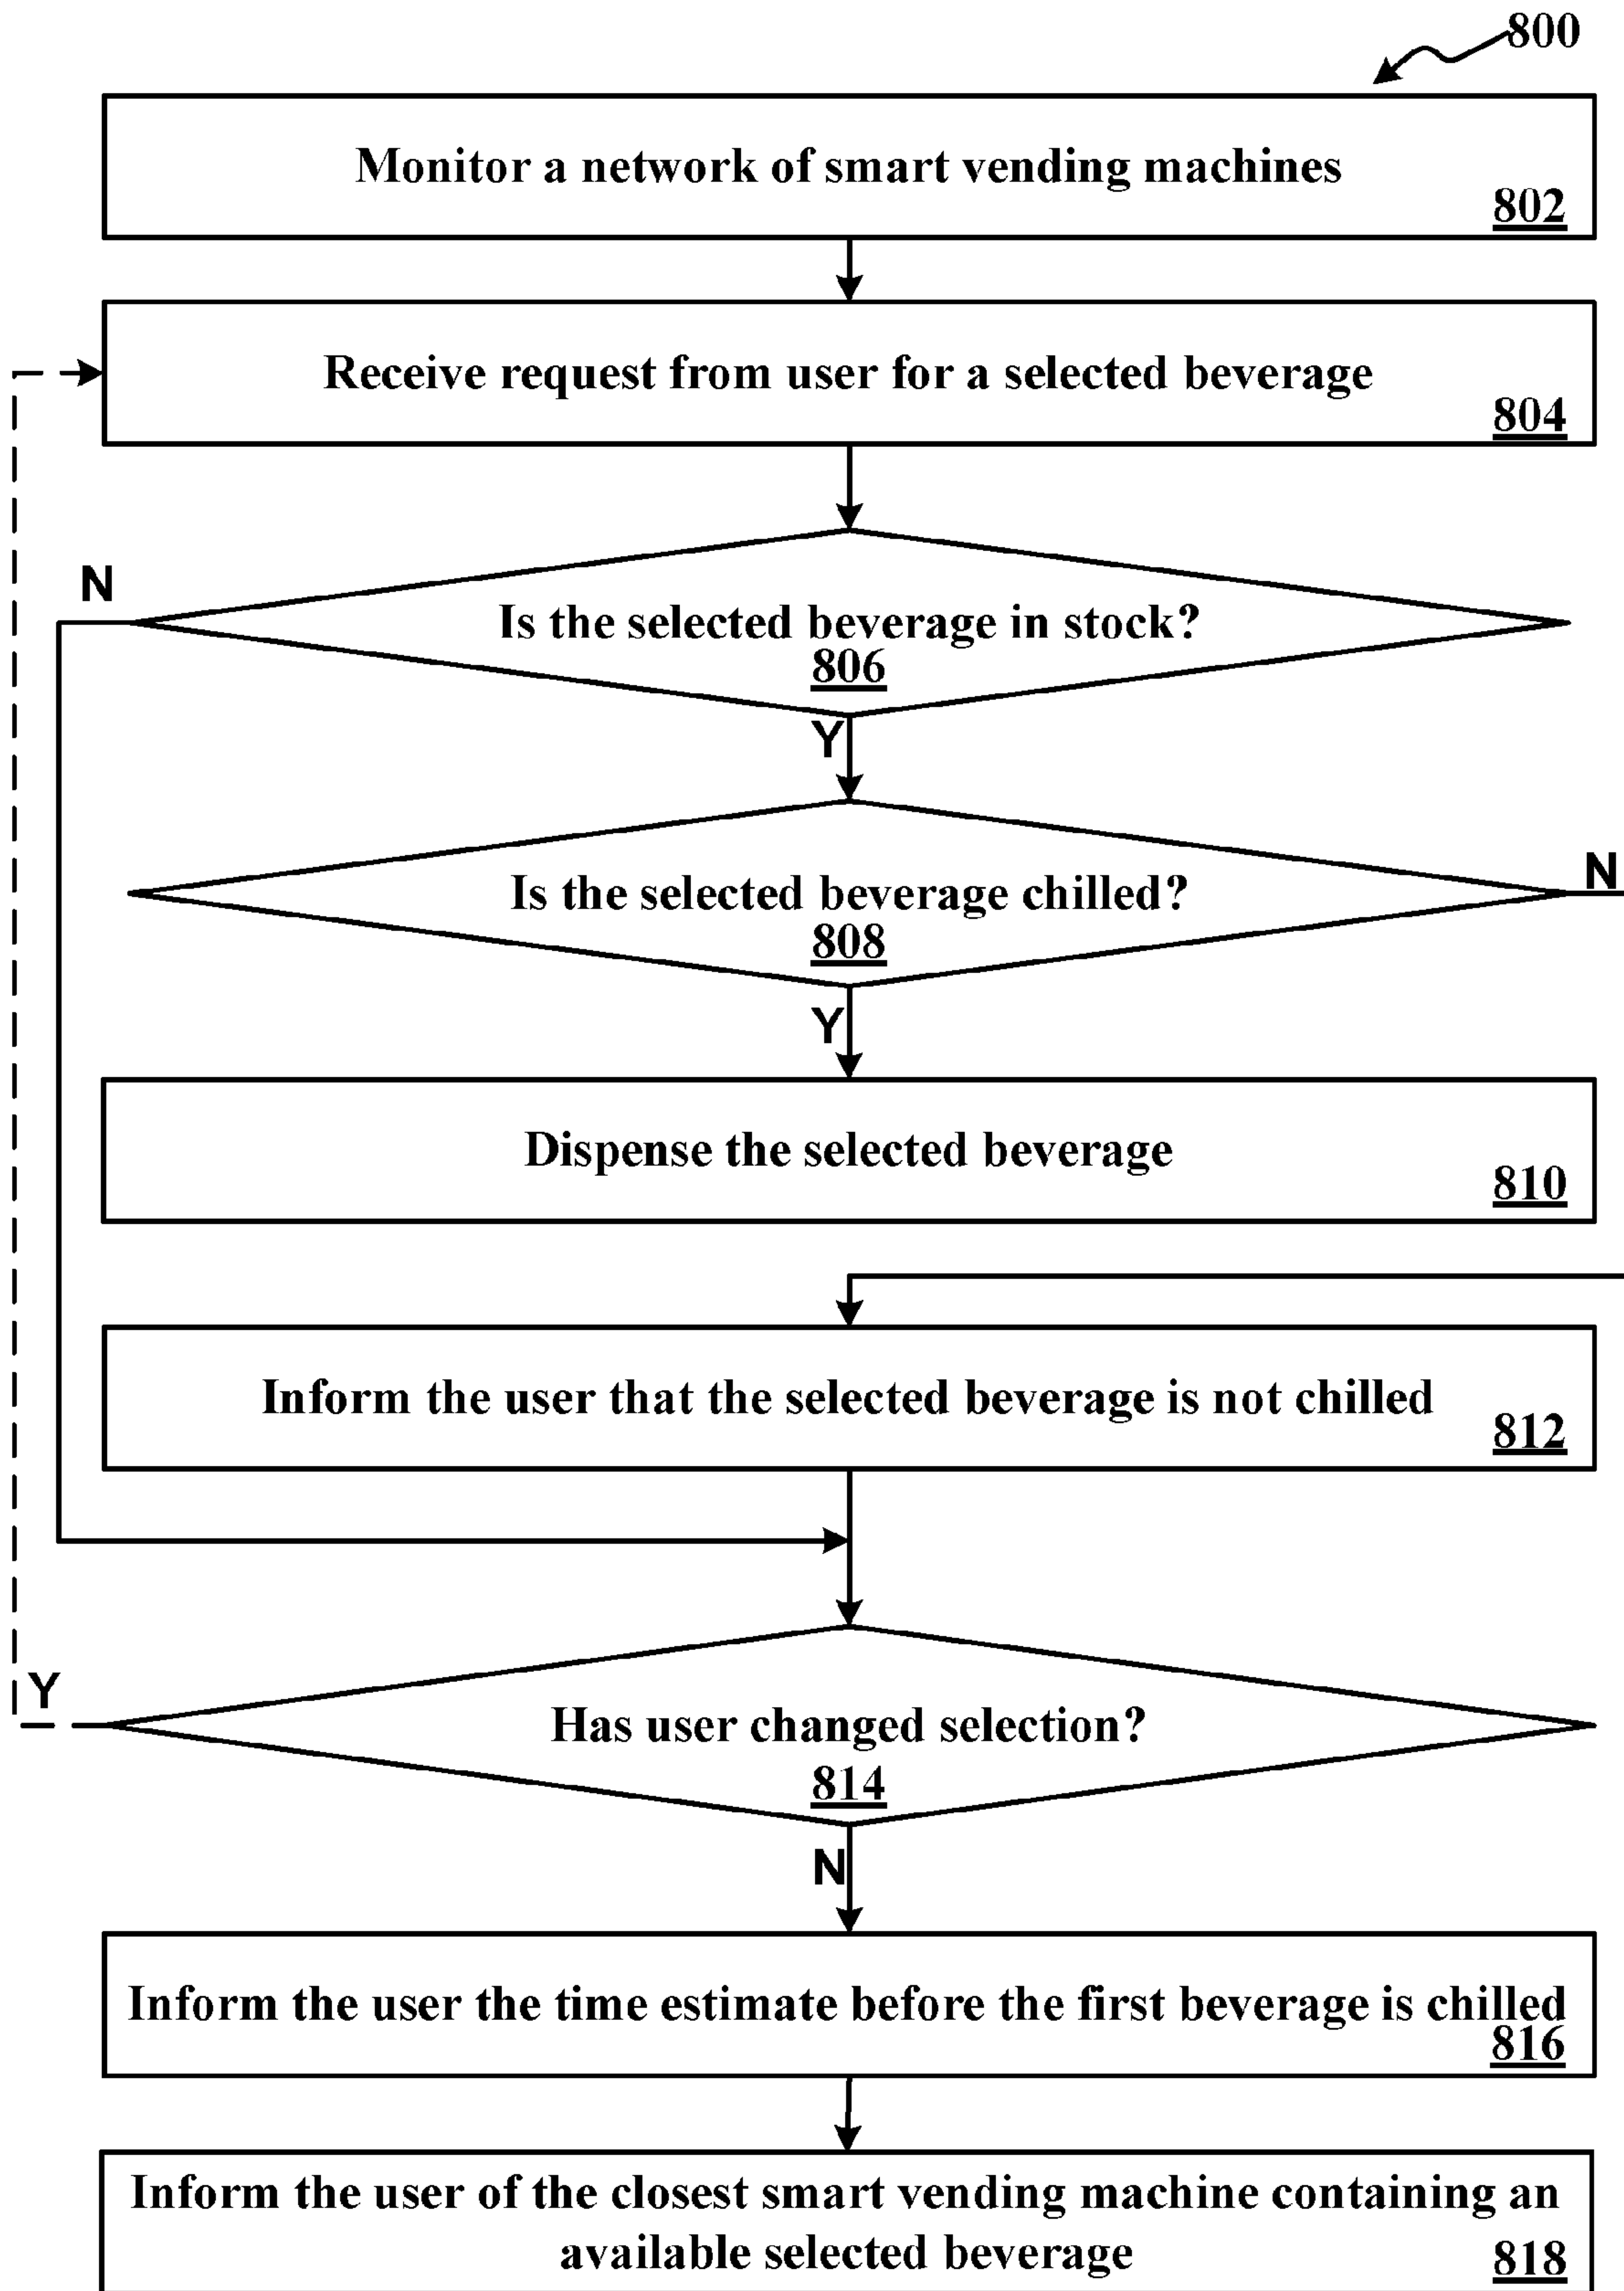 800
Monitor a network of smart vending machines
802
Receive request from user for a selected beverage
804
N
Is the selected beverage in stock?
806
Y
Is the selected beverage chilled?
N
808
Y
Dispense the selected beverage
810
Inform the user that the selected beverage is not chilled
812
Y
Has user changed selection?
814
N
Inform the user the time estimate before the first beverage is chilled
816
Inform the user of the closest smart vending machine containing an
available selected beverage
818